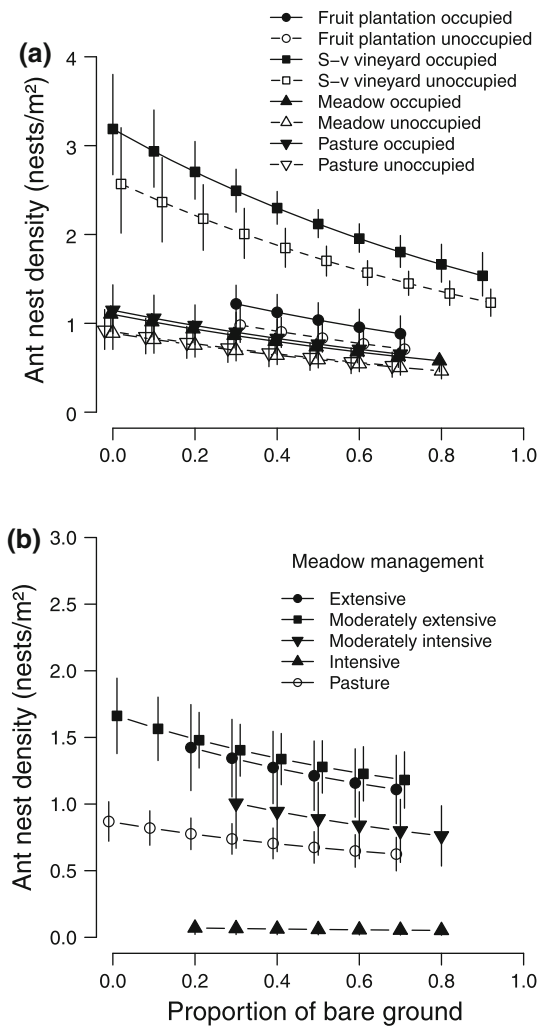 (a)
Fruit plantation occupied
Fruit plantation unoccupied
S−v vineyard occupied
S−v vineyard unoccupied
Meadow occupied
Meadow unoccupied
Pasture occupied
Pasture unoccupied
Ant nest density (nests/m²)
4
3
2
1
0
0.0 0.2 0.4 0.6 0.8 1.0
(b)
Meadow management
Extensive
Moderately extensive
Moderately intensive
Intensive
Pasture
Ant nest density (nests/m²)
3.0
2.5
2.0
1.5
1.0
0.5
0.0
0.0 0.2 0.4 0.6 0.8 1.0
Proportion of bare ground